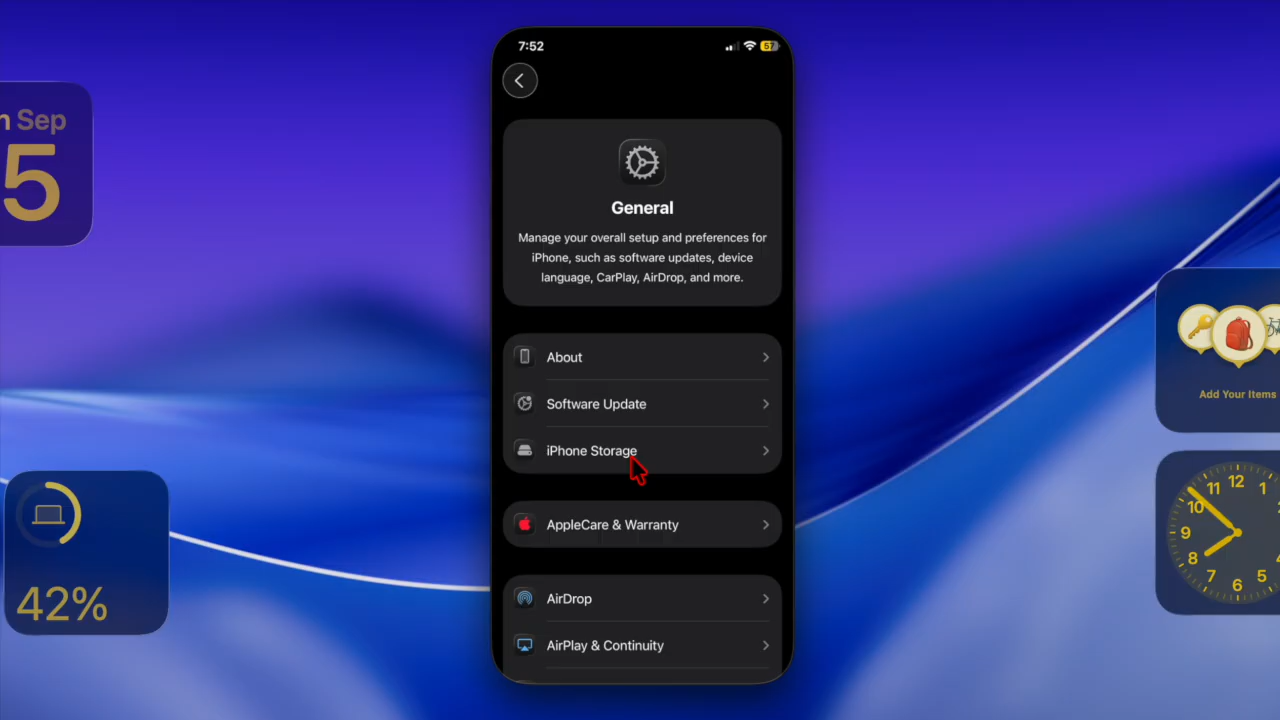 7:52
57
n Sep
5
General
Manage your overall setup and preferences for
iPhone, such as software updates, device
language, CarPlay, AirDrop, and more.
About
Software Update
iPhone Storage
AppleCare & Warranty
AirDrop
AirPlay & Continuity
42%
Add Your Items
12
11
1
10
9
8
7
6
5